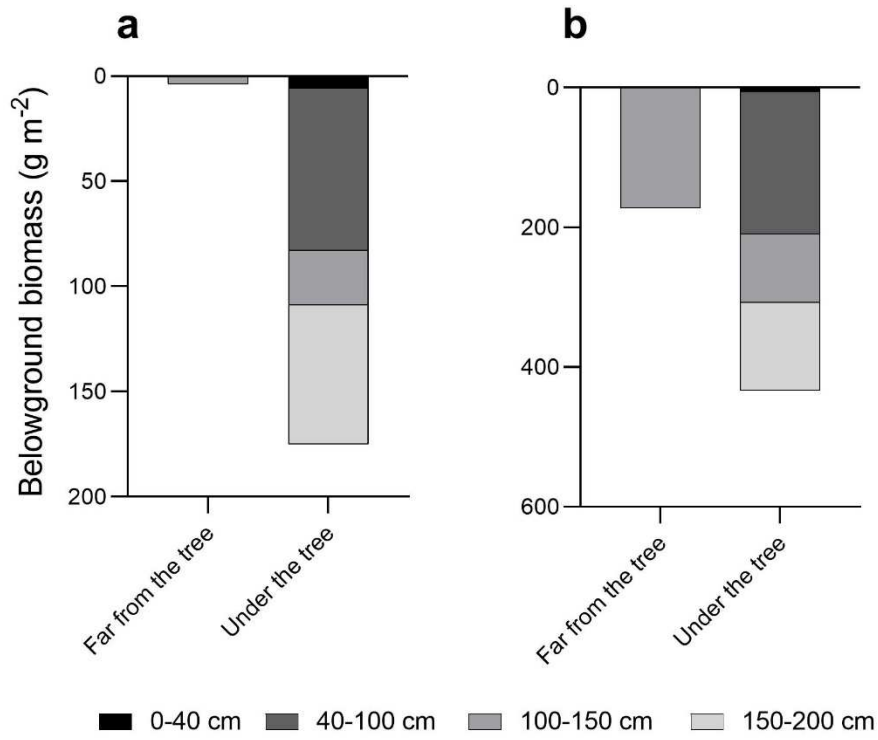 a
b
Belowground biomass (g m⁻²)
0
50
100
150
200
0
200
400
600
Far from the tree
Under the tree
Far from the tree
Under the tree
0-40 cm
40-100 cm
100-150 cm
150-200 cm